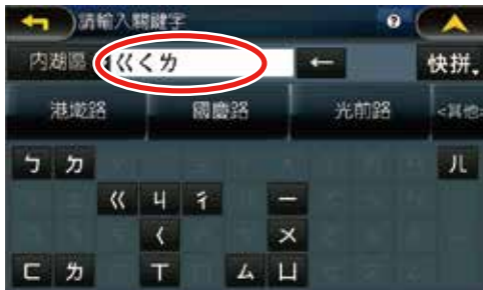 請輸入關鍵字 ?
內湖區 ㄍㄑㄌ ← 快拼
港墘路 國慶路 光前路 <其他>
ㄅ ㄉ ㄦ
ㄍ ㄐ ㄔ ㄧ
ㄑ ㄨ
ㄈ ㄌ ㄒ ㄙ ㄩ